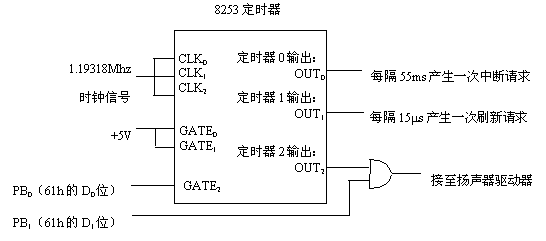 8253 定时器
CLK0
1.19318Mhz
CLK1
时钟信号
CLK2
+5V
GATE0
GATE1
GATE2
PB0（61h 的 D0 位）
PB1（61h 的 D1 位）
定时器 0 输出：
OUT0
每隔 55ms 产生一次中断请求
定时器 1 输出：
OUT1
每隔 15μs 产生一次刷新请求
定时器 2 输出：
OUT2
接至扬声器驱动器